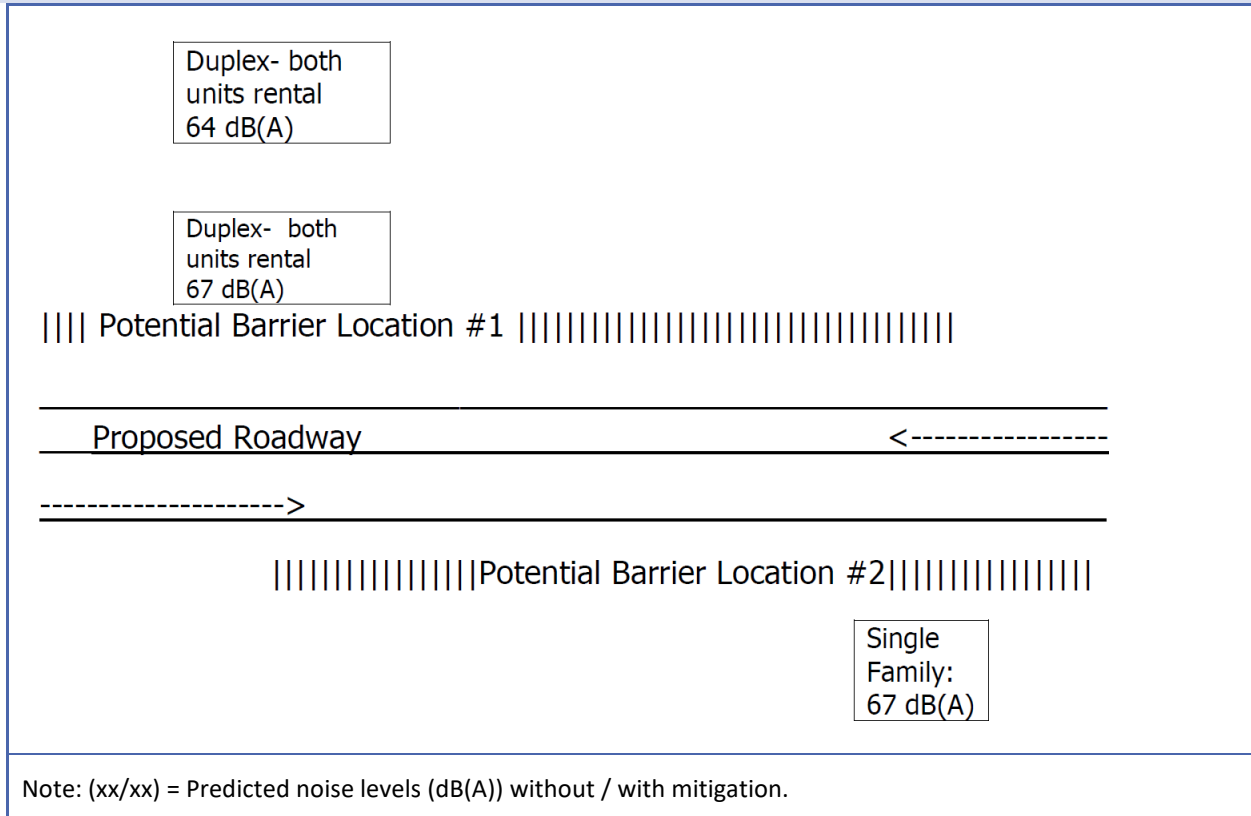 Duplex- both
units rental
64 dB(A)
Duplex-  both
units rental
67 dB(A)
|||| Potential Barrier Location #1 ||||||||||||||||||||||||||||||||||||
Proposed Roadway <-----------------
--------------------->
|||||||||||||||||Potential Barrier Location #2|||||||||||||||||
Single
Family:
67 dB(A)
Note: (xx/xx) = Predicted noise levels (dB(A)) without / with mitigation.